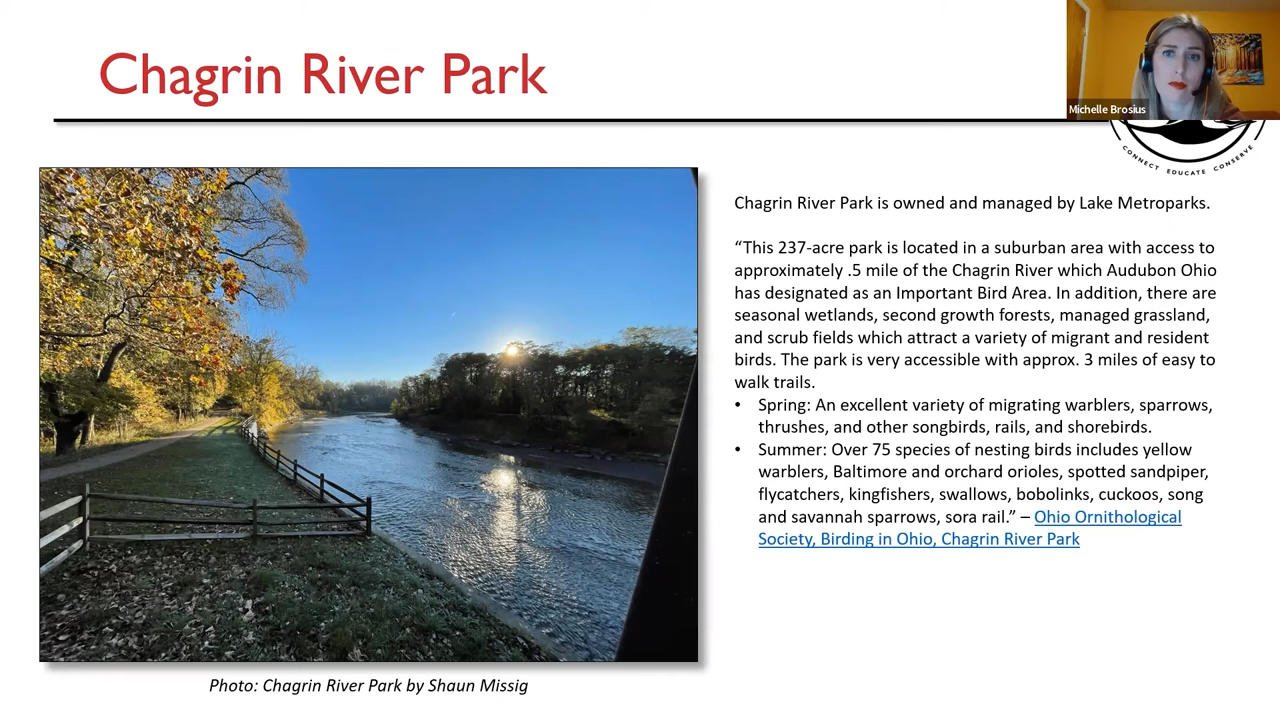 Chagrin River Park
Michelle Brosius
CONNECT EDUCATE CONSERVE
Chagrin River Park is owned and managed by Lake Metroparks.
“This 237-acre park is located in a suburban area with access to
approximately .5 mile of the Chagrin River which Audubon Ohio
has designated as an Important Bird Area. In addition, there are
seasonal wetlands, second growth forests, managed grassland,
and scrub fields which attract a variety of migrant and resident
birds. The park is very accessible with approx. 3 miles of easy to
walk trails.
• Spring: An excellent variety of migrating warblers, sparrows,
thrushes, and other songbirds, rails, and shorebirds.
• Summer: Over 75 species of nesting birds includes yellow
warblers, Baltimore and orchard orioles, spotted sandpiper,
flycatchers, kingfishers, swallows, bobolinks, cuckoos, song
and savannah sparrows, sora rail.” – Ohio Ornithological
Society, Birding in Ohio, Chagrin River Park
Photo: Chagrin River Park by Shaun Missig